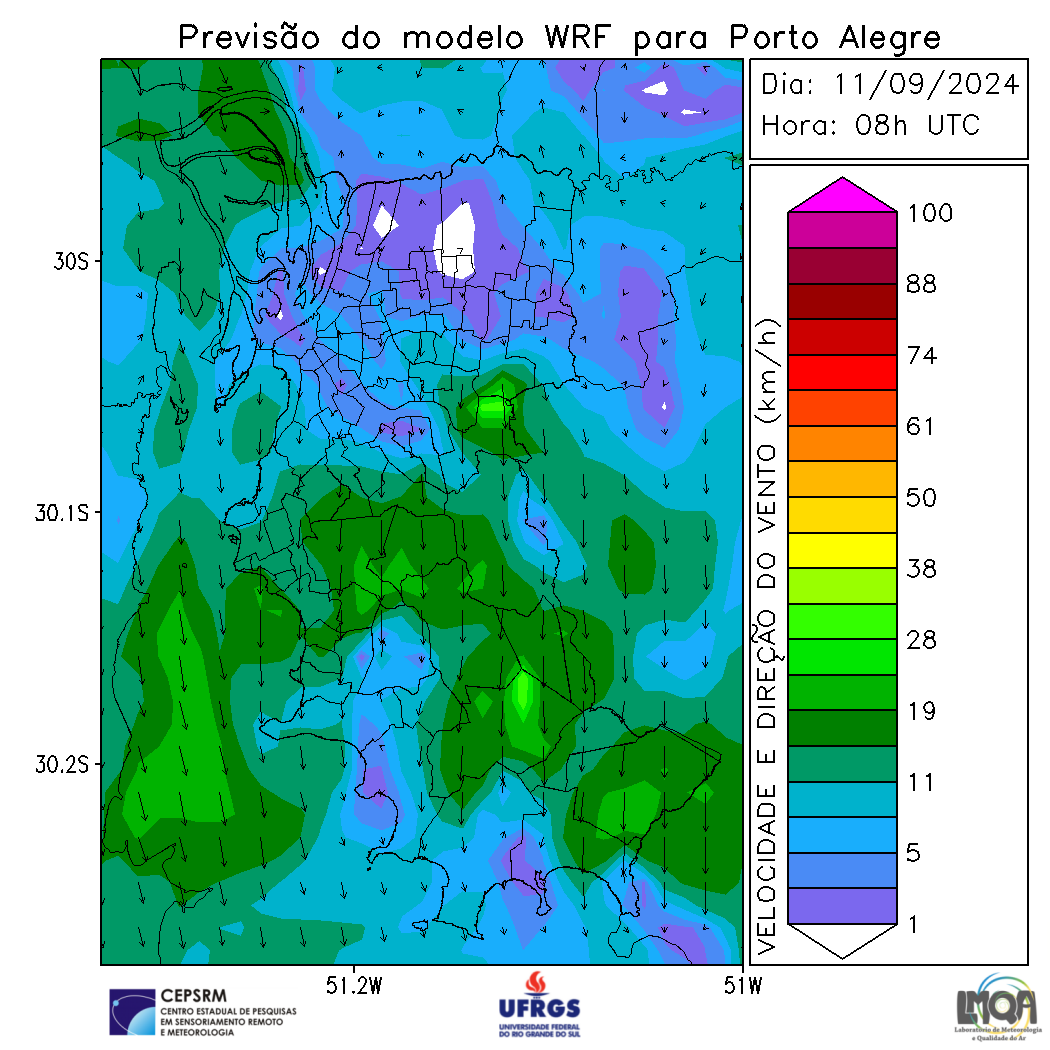 Previsão do modelo WRF para Porto Alegre
Dia: 11/09/2024
Hora: 08h UTC
30S
30.1S
30.2S
51.2W
51W
VELOCIDADE E DIREÇÃO DO VENTO (km/h)
100
88
74
61
50
38
28
19
11
5
1
CEPSRM
CENTRO ESTADUAL DE PESQUISAS
EM SENSORIAMENTO REMOTO
E METEOROLOGIA
UFRGS
UNIVERSIDADE FEDERAL
DO RIO GRANDE DO SUL
LMQA
Laboratório de Meteorologia
e Qualidade do Ar